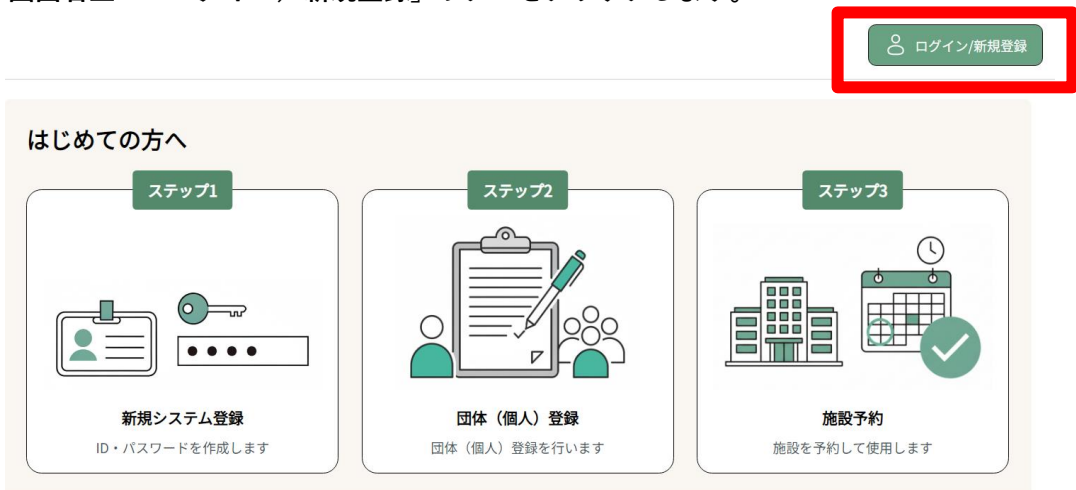 ログイン/新規登録
はじめての方へ
ステップ1
ステップ2
ステップ3
新規システム登録
団体（個人）登録
施設予約
ID・パスワードを作成します
団体（個人）登録を行います
施設を予約して使用します